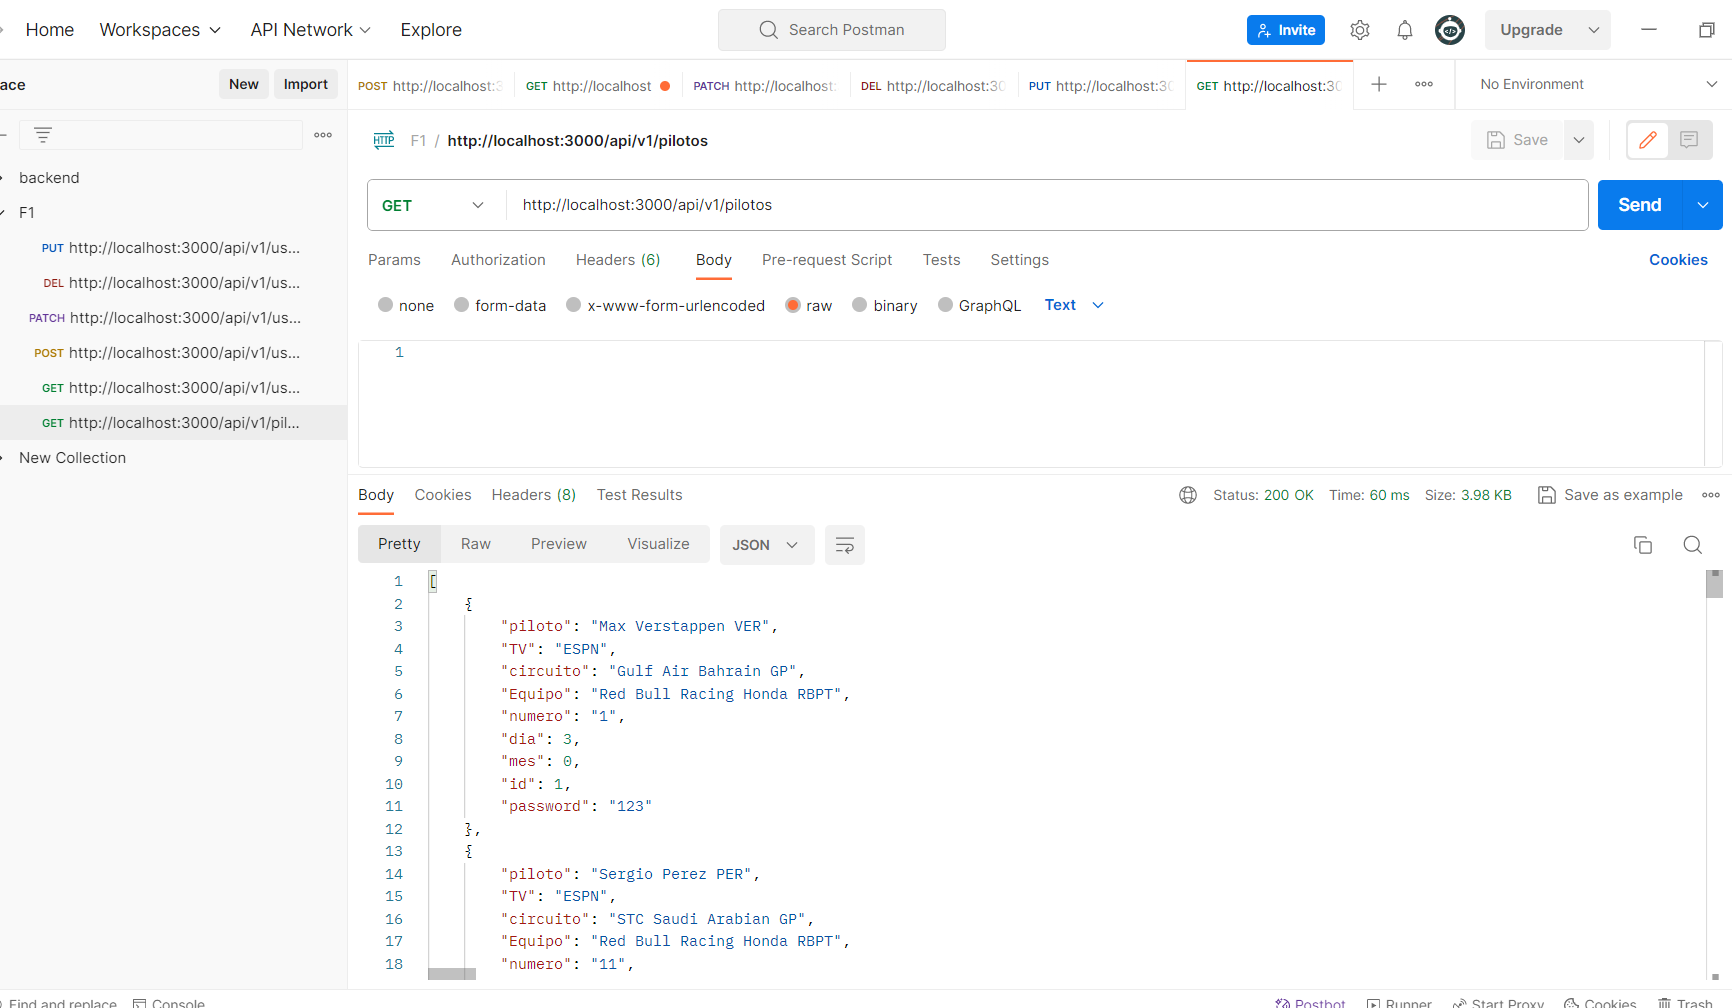 Home Workspaces API Network Explore Search Postman Invite Upgrade
ace New Import
POST http://localhost:3 GET http://localhost PATCH http://localhost: DEL http://localhost:30 PUT http://localhost:30 GET http://localhost:30 No Environment
HTTP F1 / http://localhost:3000/api/v1/pilotos Save
backend
F1
PUT http://localhost:3000/api/v1/us...
DEL http://localhost:3000/api/v1/us...
PATCH http://localhost:3000/api/v1/us...
POST http://localhost:3000/api/v1/us...
GET http://localhost:3000/api/v1/us...
GET http://localhost:3000/api/v1/pil...
New Collection
GET http://localhost:3000/api/v1/pilotos Send
Params Authorization Headers (6) Body Pre-request Script Tests Settings Cookies
none form-data x-www-form-urlencoded raw binary GraphQL Text
1
Body Cookies Headers (8) Test Results Status: 200 OK Time: 60 ms Size: 3.98 KB Save as example
Pretty Raw Preview Visualize JSON
1 [
2 {
3 "piloto": "Max Verstappen VER",
4 "TV": "ESPN",
5 "circuito": "Gulf Air Bahrain GP",
6 "Equipo": "Red Bull Racing Honda RBPT",
7 "numero": "1",
8 "dia": 3,
9 "mes": 0,
10 "id": 1,
11 "password": "123"
12 },
13 {
14 "piloto": "Sergio Perez PER",
15 "TV": "ESPN",
16 "circuito": "STC Saudi Arabian GP",
17 "Equipo": "Red Bull Racing Honda RBPT",
18 "numero": "11",
Find and replace Console Postbot Runner Start Proxy Cookies Trash